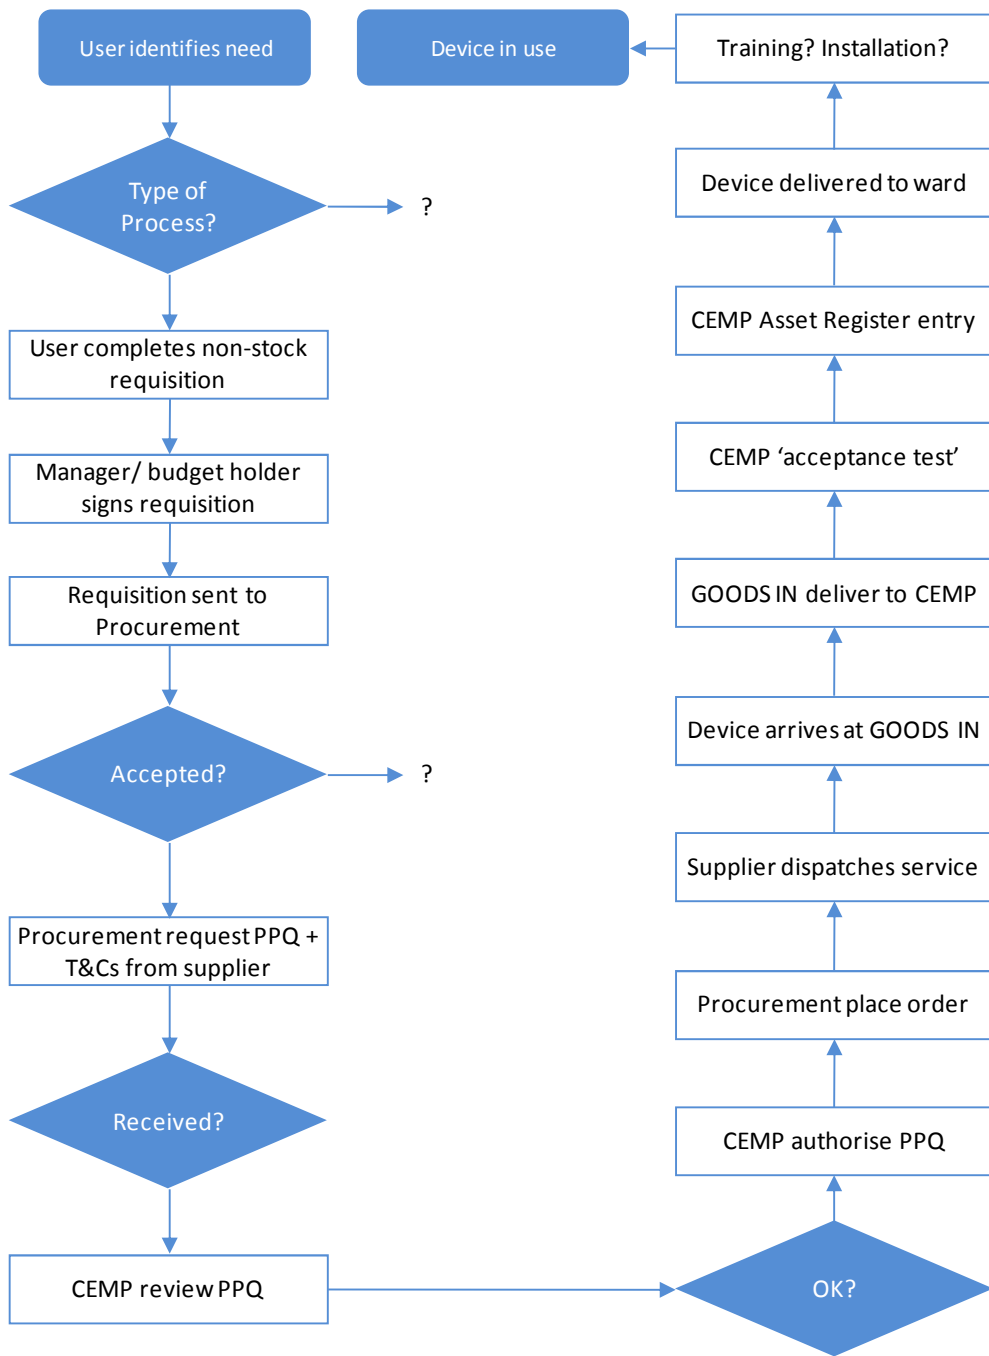 User identifies need
Type of
Process?
?
User completes non-stock
requisition
Manager/ budget holder
signs requisition
Requisition sent to
Procurement
Accepted?
?
Procurement request PPQ +
T&Cs from supplier
Received?
CEMP review PPQ
OK?
CEMP authorise PPQ
Procurement place order
Supplier dispatches service
Device arrives at GOODS IN
GOODS IN deliver to CEMP
CEMP ‘acceptance test’
CEMP Asset Register entry
Device delivered to ward
Training? Installation?
Device in use